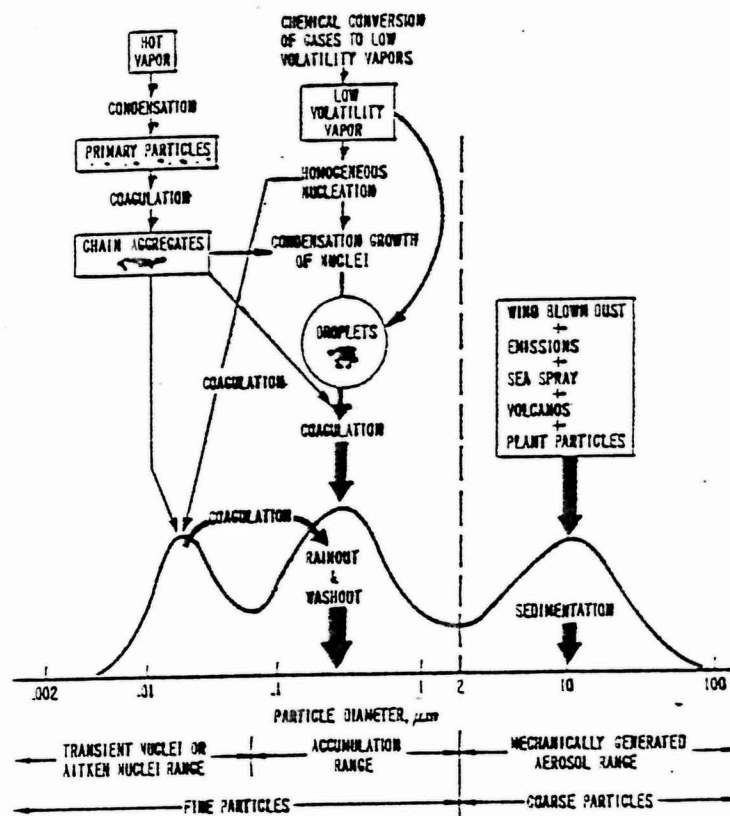 HOT
VAPOR
CONDENSATION
PRIMARY PARTICLES
COAGULATION
CHAIN AGGREGATES
CHEMICAL CONVERSION
OF GASES TO LOW
VOLATILITY VAPORS
LOW
VOLATILITY
VAPOR
HOMOGENEOUS
NUCLEATION
CONDENSATION GROWTH
OF NUCLEI
DROPLETS
COAGULATION
COAGULATION
WIND BLOWN DUST
+
EMISSIONS
+
SEA SPRAY
+
VOLCANOS
+
PLANT PARTICLES
COAGULATION
RAINOUT
&
WASHOUT
SEDIMENTATION
.002 .01 .1 1 2 10 100
PARTICLE DIAMETER, μm
TRANSIENT NUCLEI OR
AITKEN NUCLEI RANGE
ACCUMULATION
RANGE
MECHANICALLY GENERATED
AEROSOL RANGE
FINE PARTICLES
COARSE PARTICLES